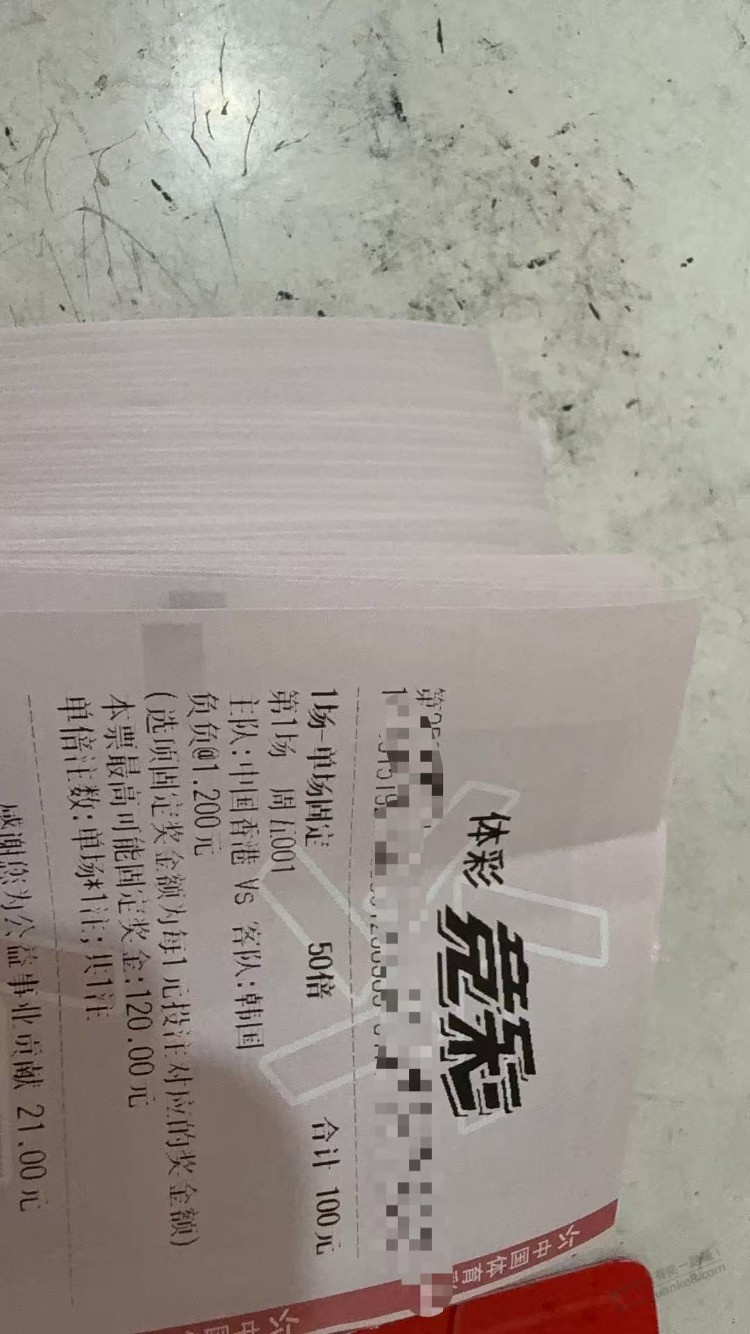 体彩 竞彩
1场-单场固定 50倍 合计 100元
第1场 周五001
主队:中国香港 Vs 客队:韩国
负负@1.200元
(选项固定奖金额为每1元投注对应的奖金额)
本票最高可能固定奖金:120.00元
单倍注数:单场*1注;共1注
感谢您为公益事业贡献 21.00元
中国体育彩